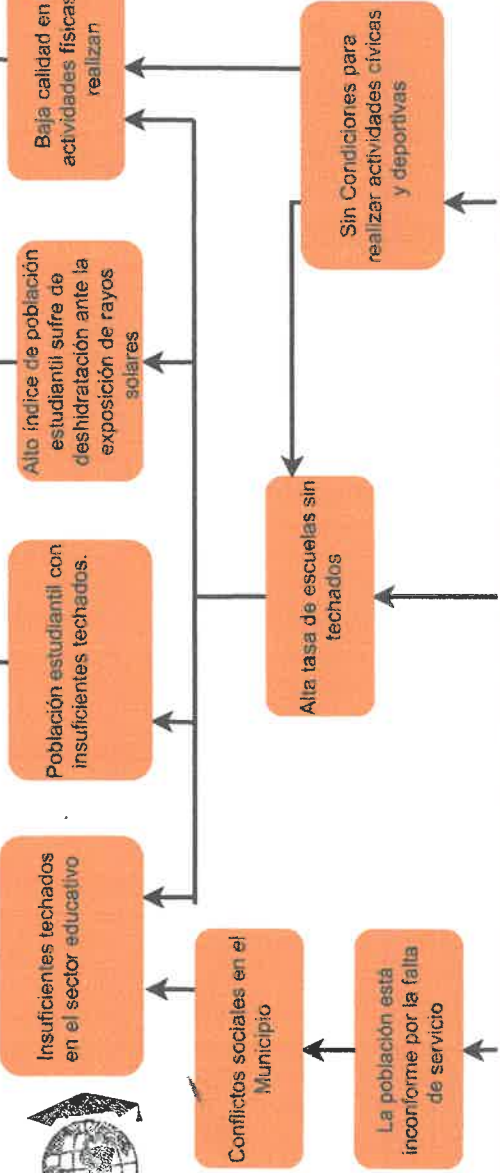 Insuficientes techados
en el sector educativo
Población estudiantil con
insuficientes techados.
Alto índice de población
estudiantil sufre de
deshidratación ante la
exposición de rayos
solares
Baja calidad en
actividades físicas
realizan
Conflictos sociales en el
Municipio
Alta tasa de escuelas sin
techados
Sin Condiciones para
realizar actividades cívicas
y deportivas
La población está
inconforme por la falta
de servicio